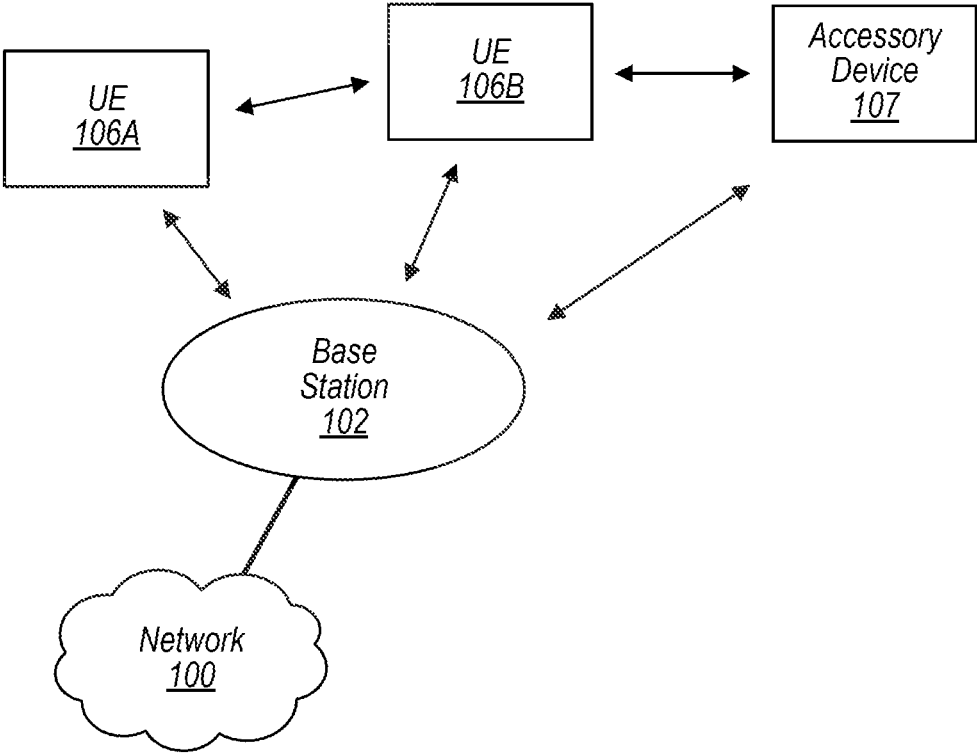 UE
106A
UE
106B
Accessory
Device
107
Base
Station
102
Network
100